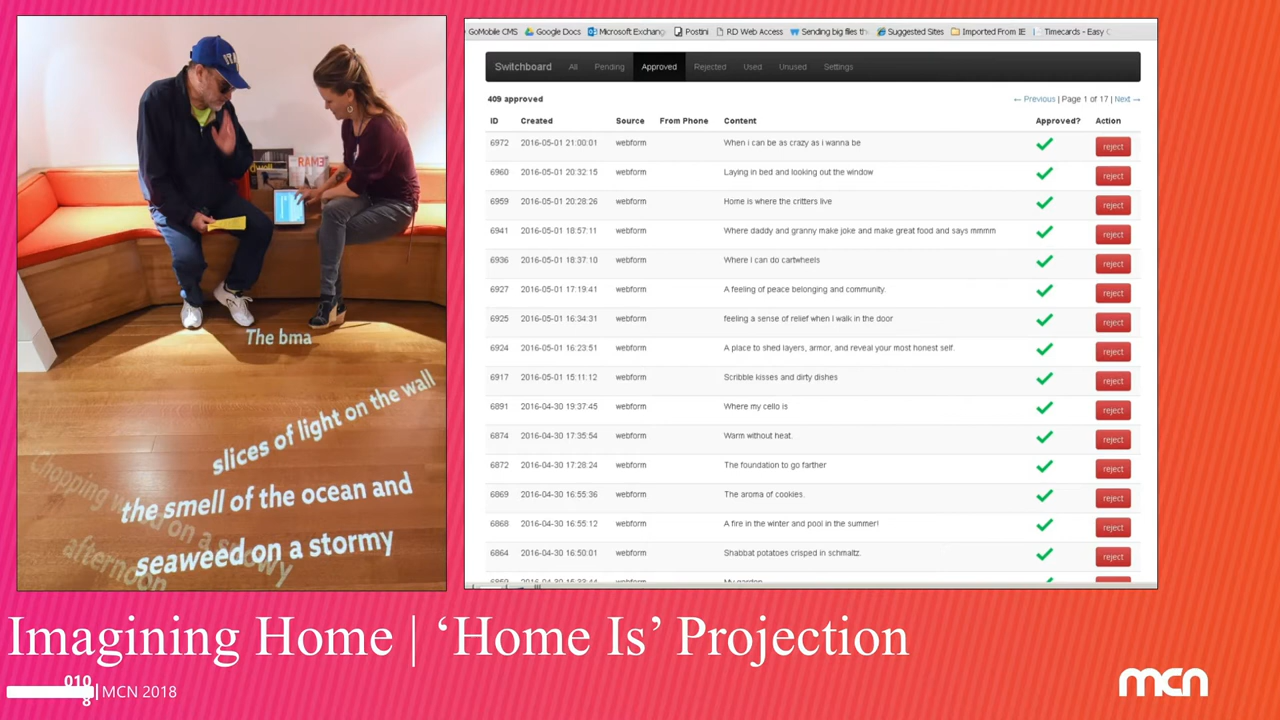 RAME
The bma
slices of light on the wall
Chopping
on a snowy
afternoon
the smell of the ocean and
seaweed on a stormy
GoMobile CMS Google Docs Microsoft Exchang Postini RD Web Access Sending big files th Suggested Sites Imported From IE Timecards - Easy C
Switchboard All Pending Approved Rejected Used Unused Settings
409 approved ← Previous | Page 1 of 17 | Next →
ID Created Source From Phone Content Approved? Action
6972 2016-05-01 21:00:01 webform When i can be as crazy as i wanna be reject
6960 2016-05-01 20:32:15 webform Laying in bed and looking out the window reject
6959 2016-05-01 20:28:26 webform Home is where the critters live reject
6941 2016-05-01 18:57:11 webform Where daddy and granny make joke and make great food and says mmmm reject
6936 2016-05-01 18:37:10 webform Where I can do cartwheels reject
6927 2016-05-01 17:19:41 webform A feeling of peace belonging and community. reject
6925 2016-05-01 16:34:31 webform feeling a sense of relief when I walk in the door reject
6924 2016-05-01 16:23:51 webform A place to shed layers, armor, and reveal your most honest self. reject
6917 2016-05-01 15:11:12 webform Scribble kisses and dirty dishes reject
6891 2016-04-30 19:37:45 webform Where my cello is reject
6874 2016-04-30 17:35:54 webform Warm without heat. reject
6872 2016-04-30 17:28:24 webform The foundation to go farther reject
6869 2016-04-30 16:55:36 webform The aroma of cookies. reject
6868 2016-04-30 16:55:12 webform A fire in the winter and pool in the summer! reject
6864 2016-04-30 16:50:01 webform Shabbat potatoes crisped in schmaltz. reject
Imagining Home | ‘Home Is’ Projection
010
8
| MCN 2018
mcn